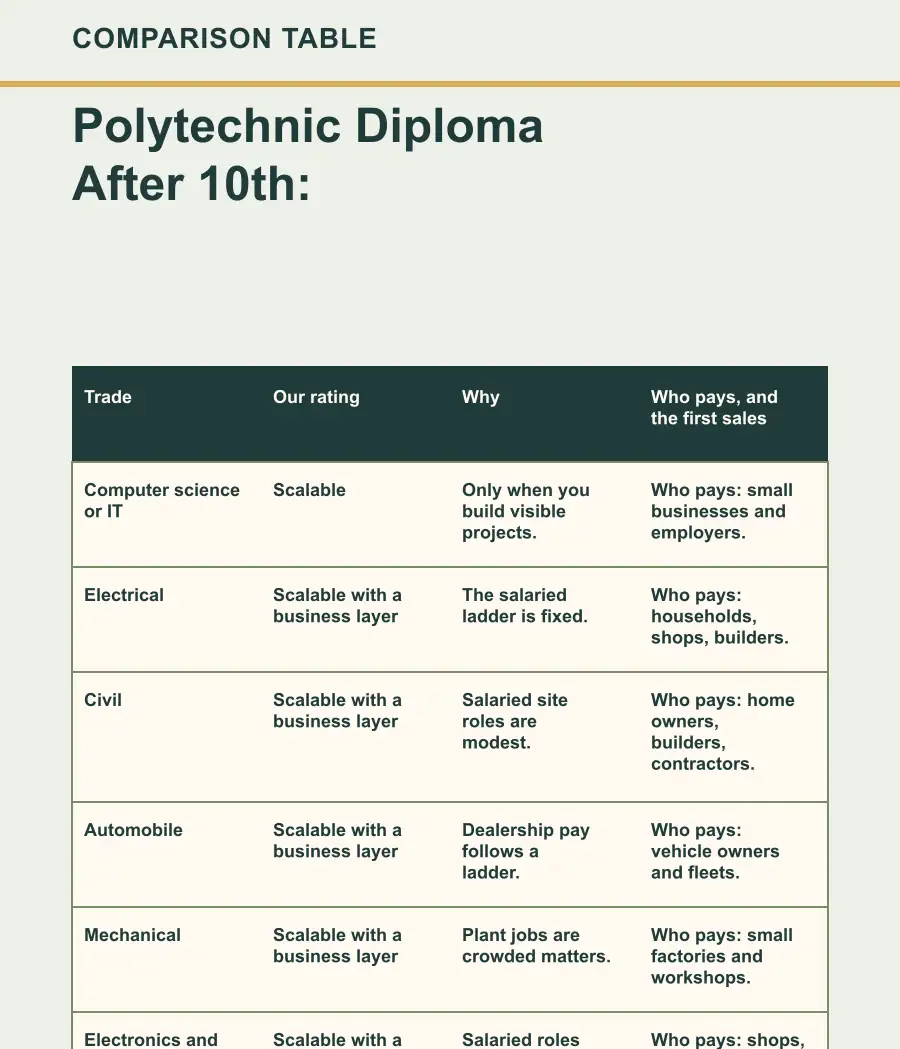 COMPARISON TABLE
Polytechnic Diploma
After 10th:
Trade
Our rating
Why
Who pays, and
the first sales
Computer science
or IT
Scalable
Only when you
build visible
projects.
Who pays: small
businesses and
employers.
Electrical
Scalable with a
business layer
The salaried
ladder is fixed.
Who pays:
households,
shops, builders.
Civil
Scalable with a
business layer
Salaried site
roles are
modest.
Who pays: home
owners,
builders,
contractors.
Automobile
Scalable with a
business layer
Dealership pay
follows a
ladder.
Who pays:
vehicle owners
and fleets.
Mechanical
Scalable with a
business layer
Plant jobs are
crowded matters.
Who pays: small
factories and
workshops.
Electronics and
Scalable with a
Salaried roles
Who pays: shops,